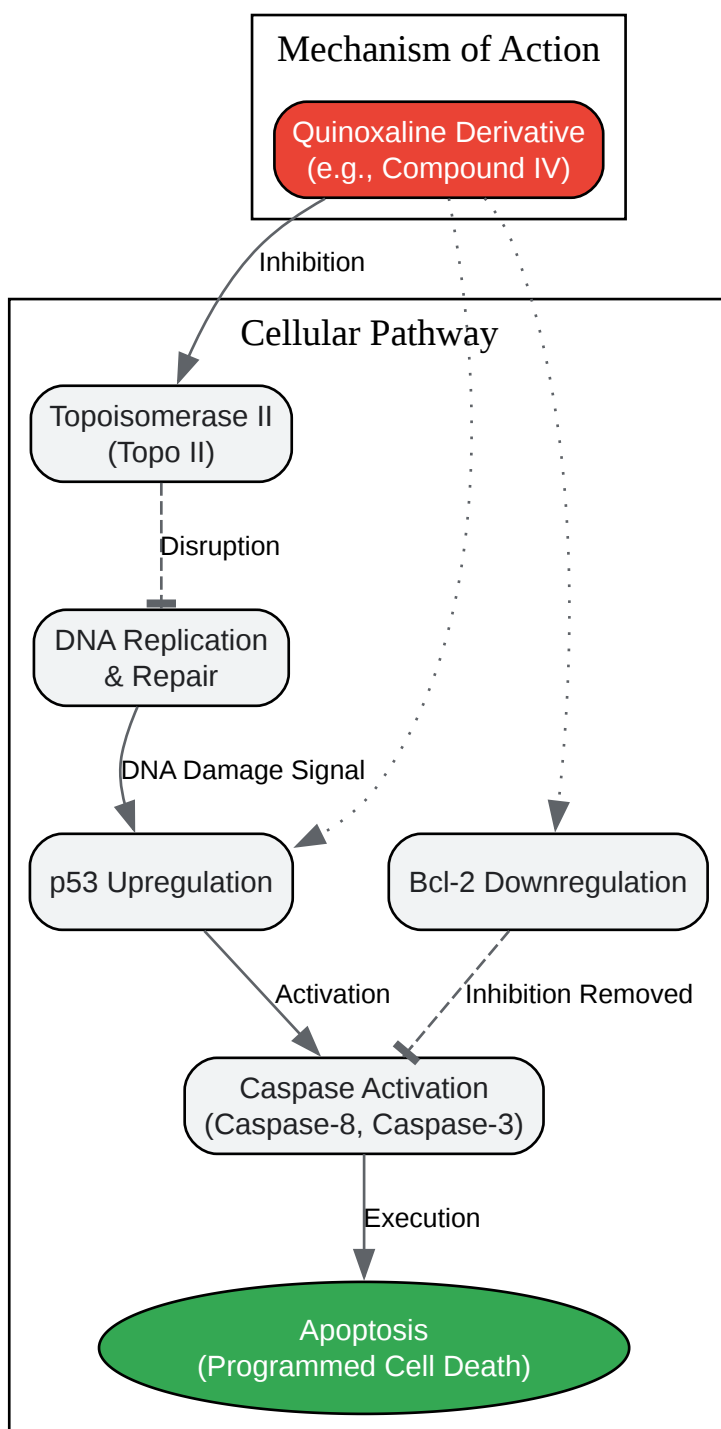 Mechanism of Action
Quinoxaline Derivative
(e.g., Compound IV)
Inhibition
Cellular Pathway
Topoisomerase II
(Topo II)
Disruption
DNA Replication
& Repair
DNA Damage Signal
p53 Upregulation
Bcl-2 Downregulation
Activation
Inhibition Removed
Caspase Activation
(Caspase-8, Caspase-3)
Execution
Apoptosis
(Programmed Cell Death)